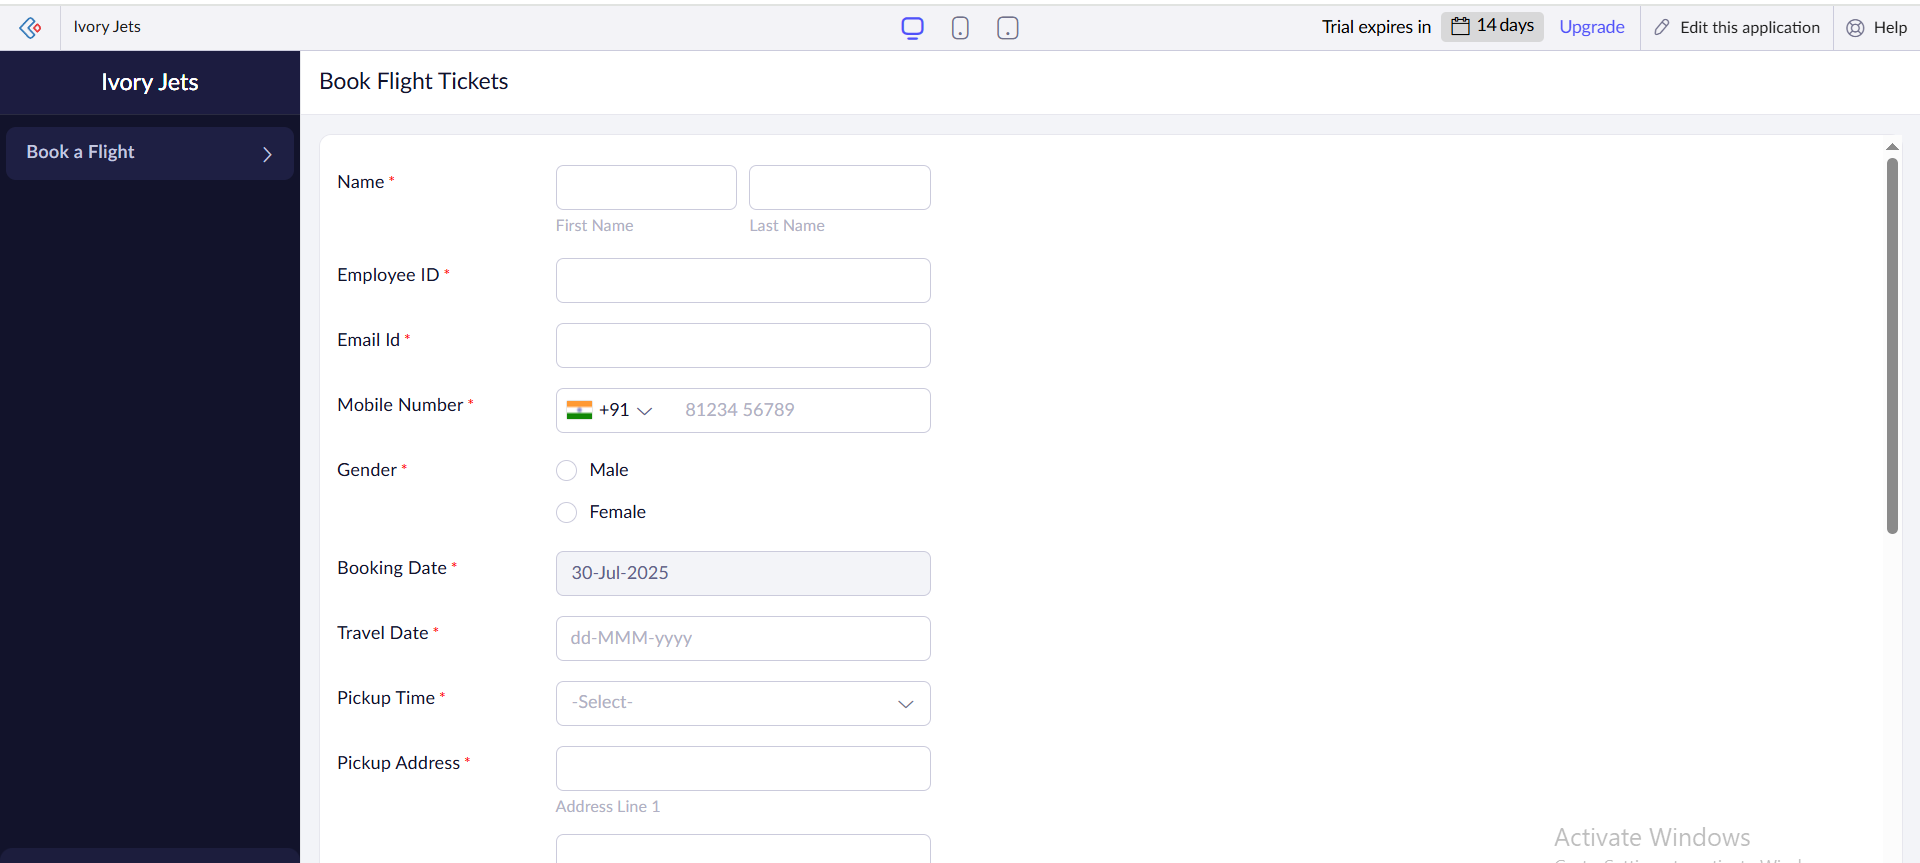 Ivory Jets
Trial expires in 14 days Upgrade Edit this application Help
Ivory Jets
Book Flight Tickets
Book a Flight
Name *
First Name Last Name
Employee ID *
Email Id *
Mobile Number * +91 81234 56789
Gender * Male
Female
Booking Date * 30-Jul-2025
Travel Date * dd-MMM-yyyy
Pickup Time * -Select-
Pickup Address *
Address Line 1
Activate Windows